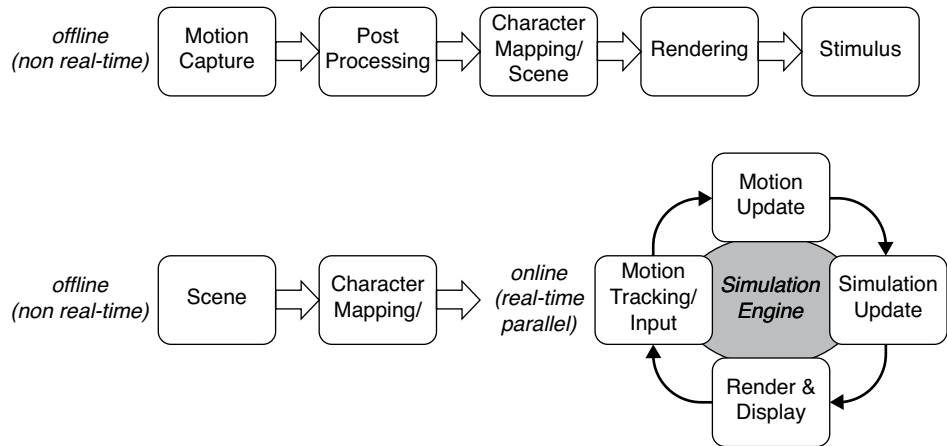 offline
(non real-time)
Motion
Capture
Post
Processing
Character
Mapping/
Scene
Rendering
Stimulus
offline
(non real-time)
Scene
Character
Mapping/
online
(real-time
parallel)
Motion
Update
Motion
Tracking/
Input
Simulation
Engine
Simulation
Update
Render &
Display